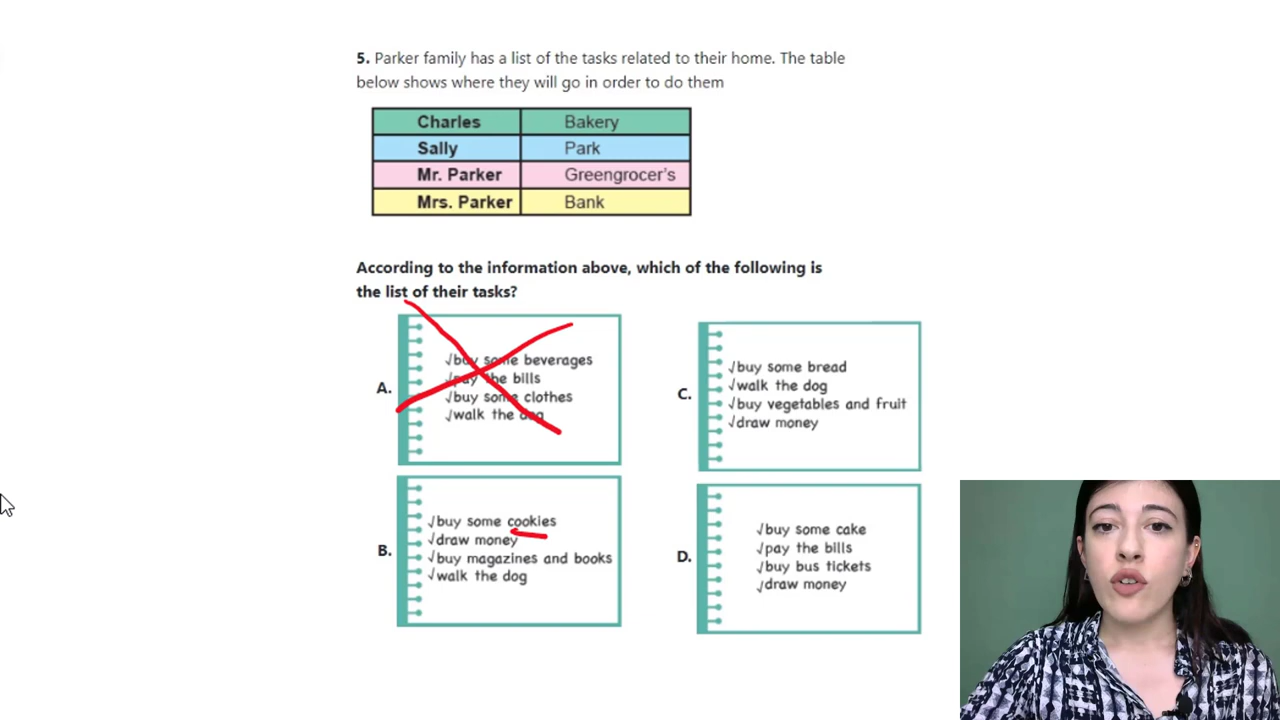 5. Parker family has a list of the tasks related to their home. The table
below shows where they will go in order to do them
Charles Bakery
Sally Park
Mr. Parker Greengrocer's
Mrs. Parker Bank
According to the information above, which of the following is
the list of their tasks?
A.
√buy some beverages
√pay the bills
√buy some clothes
√walk the dog
B.
√buy some cookies
√draw money
√buy magazines and books
√walk the dog
C.
√buy some bread
√walk the dog
√buy vegetables and fruit
√draw money
D.
√buy some cake
√pay the bills
√buy bus tickets
√draw money